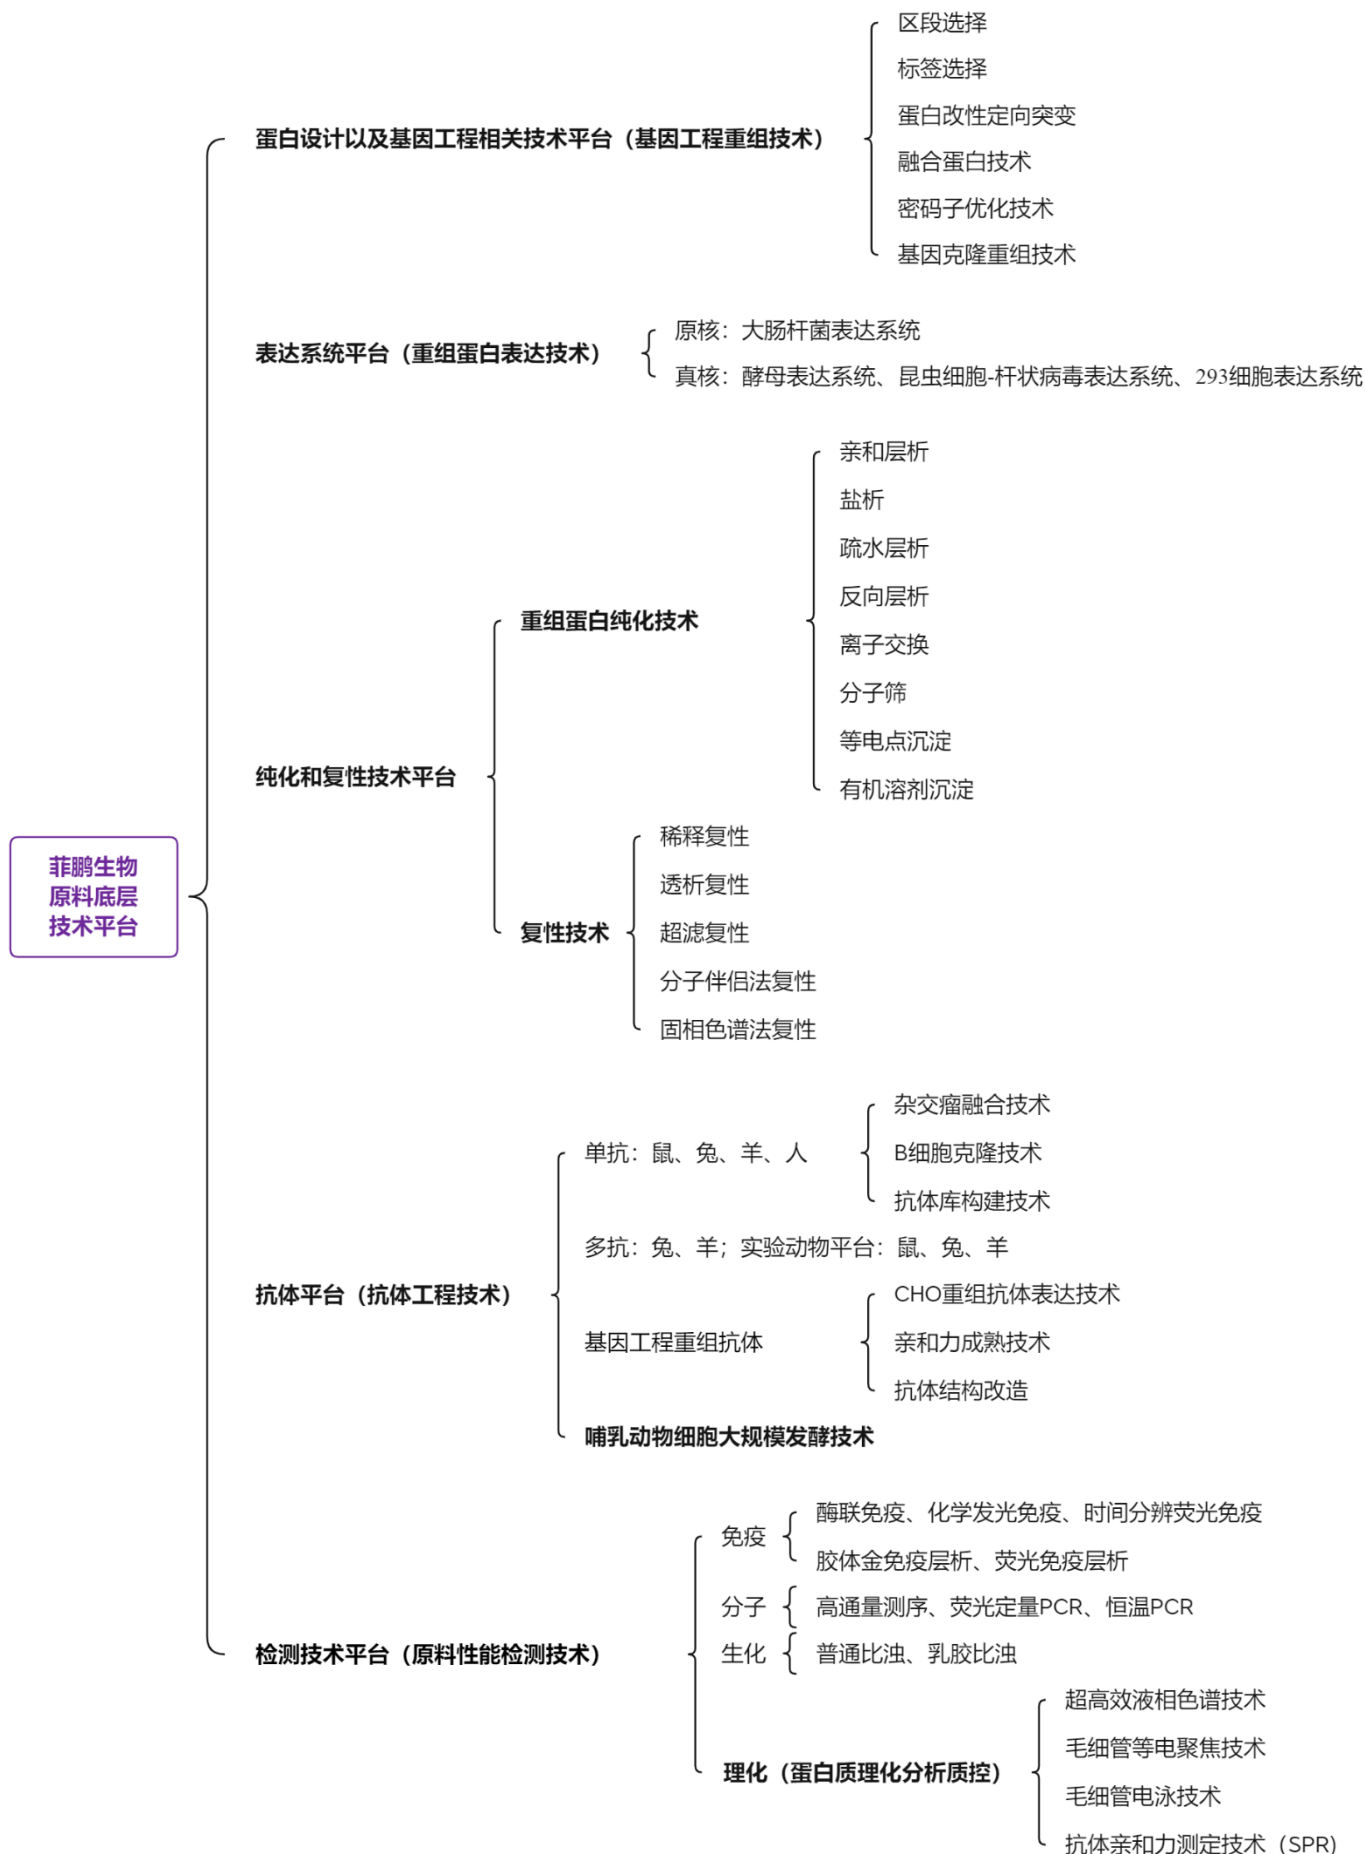 区段选择
标签选择
蛋白改性定向突变
蛋白设计以及基因工程相关技术平台（基因工程重组技术）
融合蛋白技术
密码子优化技术
基因克隆重组技术
原核：大肠杆菌表达系统
表达系统平台（重组蛋白表达技术）
真核：酵母表达系统、昆虫细胞-杆状病毒表达系统、293细胞表达系统
亲和层析
盐析
疏水层析
反向层析
重组蛋白纯化技术
离子交换
分子筛
等电点沉淀
有机溶剂沉淀
纯化和复性技术平台
稀释复性
透析复性
复性技术
超滤复性
分子伴侣法复性
固相色谱法复性
菲鹏生物
原料底层
技术平台
杂交瘤融合技术
单抗：鼠、兔、羊、人
B细胞克隆技术
抗体库构建技术
多抗：兔、羊；实验动物平台：鼠、兔、羊
抗体平台（抗体工程技术）
CHO重组抗体表达技术
基因工程重组抗体
亲和力成熟技术
抗体结构改造
哺乳动物细胞大规模发酵技术
免疫
酶联免疫、化学发光免疫、时间分辨荧光免疫
胶体金免疫层析、荧光免疫层析
分子
高通量测序、荧光定量PCR、恒温PCR
检测技术平台（原料性能检测技术）
生化
普通比浊、乳胶比浊
超高效液相色谱技术
毛细管等电聚焦技术
理化（蛋白质理化分析质控）
毛细管电泳技术
抗体亲和力测定技术（SPR)